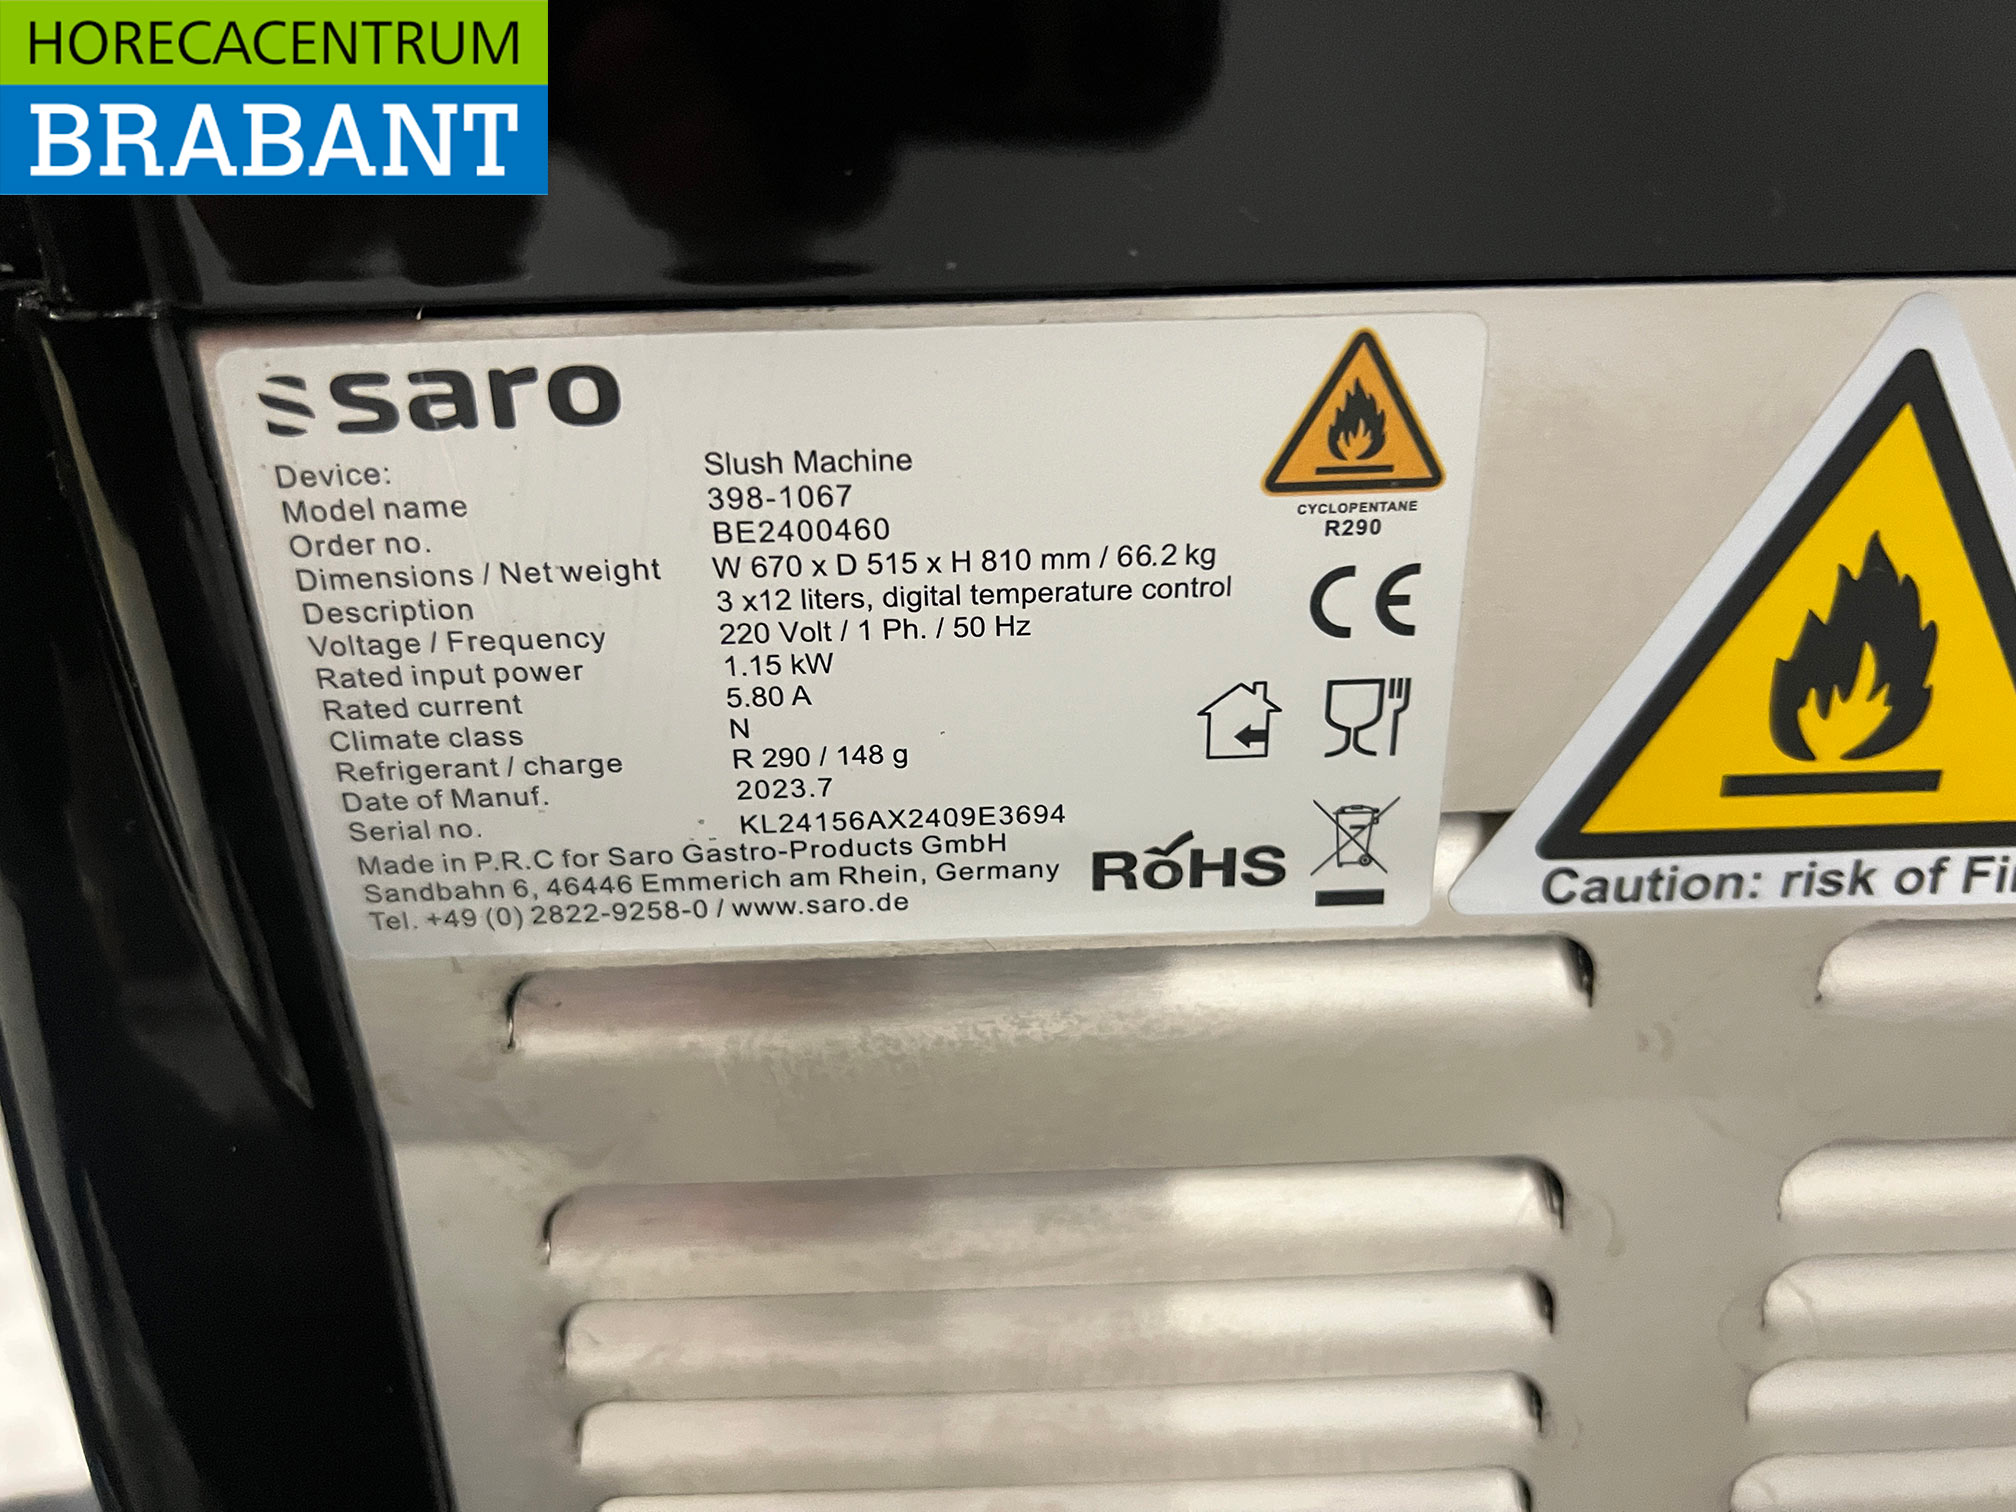 HORECACENTRUM
BRABANT
saro
Device: Slush Machine
Model name 398-1067
Order no. BE2400460
Dimensions / Net weight W 670 x D 515 x H 810 mm / 66.2 kg
Description 3 x12 liters, digital temperature control
Voltage / Frequency 220 Volt / 1 Ph. / 50 Hz
Rated input power 1.15 kW
Rated current 5.80 A
Climate class N
Refrigerant / charge R 290 / 148 g
Date of Manuf. 2023.7
Serial no. KL24156AX2409E3694
Made in P.R.C for Saro Gastro-Products GmbH
Sandbahn 6, 46446 Emmerich am Rhein, Germany
Tel. +49 (0) 2822-9258-0 / www.saro.de
CYCLOPENTANE
R290
CE
RoHS
Caution: risk of Fi